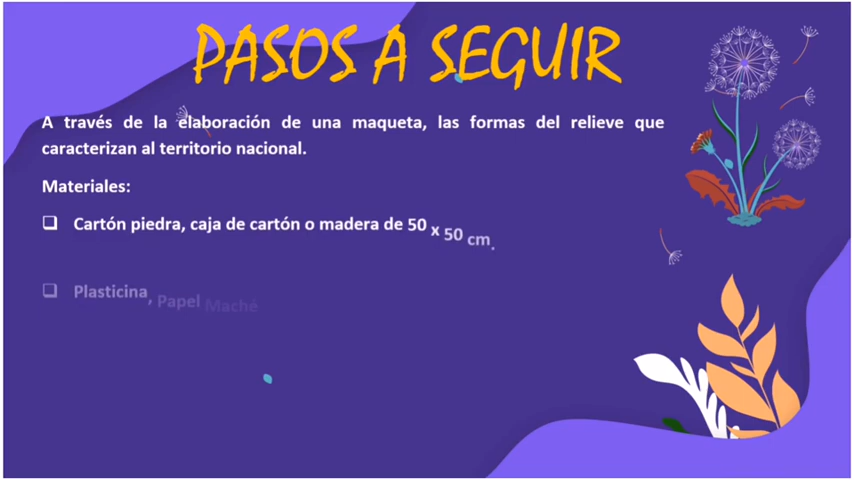 PASOS A SEGUIR
A través de la elaboración de una maqueta, las formas del relieve que
caracterizan al territorio nacional.
Materiales:
Cartón piedra, caja de cartón o madera de 50 x 50 cm.
Plasticina, Papel Maché